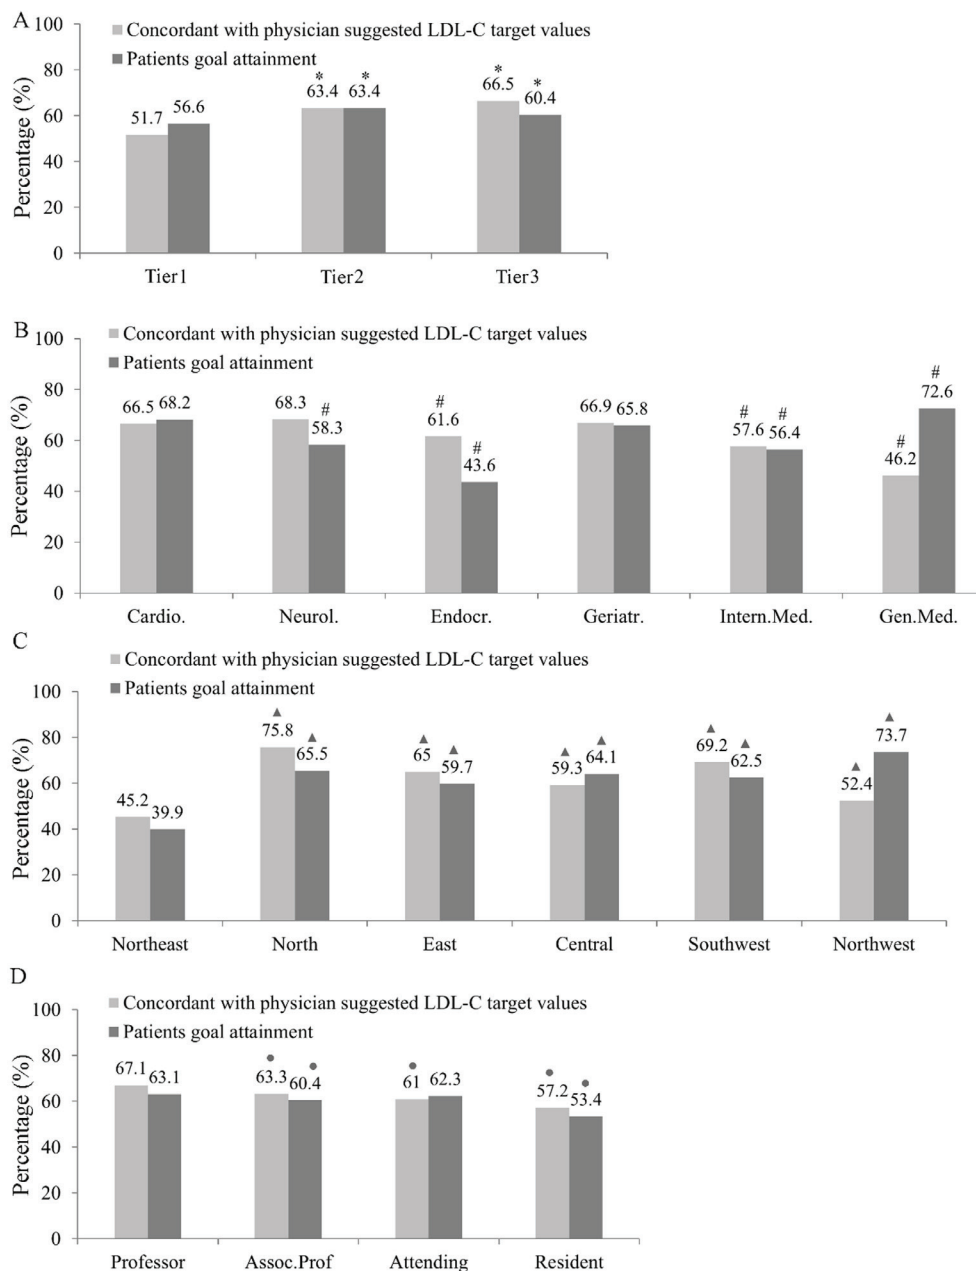 A
100
Concordant with physician suggested LDL-C target values
Patients goal attainment
80
60
40
20
0
Percentage (%)
51.7 56.6
* *
63.4 63.4
* *
66.5 60.4
Tier1 Tier2 Tier3
B
100
Concordant with physician suggested LDL-C target values
Patients goal attainment
80
60
40
20
0
Percentage (%)
66.5 68.2
#
68.3 58.3
# #
61.6 43.6
66.9 65.8
# #
57.6 56.4
# #
46.2 72.6
Cardio. Neurol. Endocr. Geriatr. Intern.Med. Gen.Med.
C
Concordant with physician suggested LDL-C target values
Patients goal attainment
100
80
60
40
20
0
Percentage (%)
45.2 39.9
▲ ▲
75.8 65.5
▲ ▲
65 59.7
▲ ▲
59.3 64.1
▲ ▲
69.2 62.5
▲ ▲
52.4 73.7
Northeast North East Central Southwest Northwest
D
Concordant with physician suggested LDL-C target values
Patients goal attainment
100
80
60
40
20
0
Percentage (%)
67.1 63.1
● ●
63.3 60.4
●
61 62.3
● ●
57.2 53.4
Professor Assoc.Prof Attending Resident